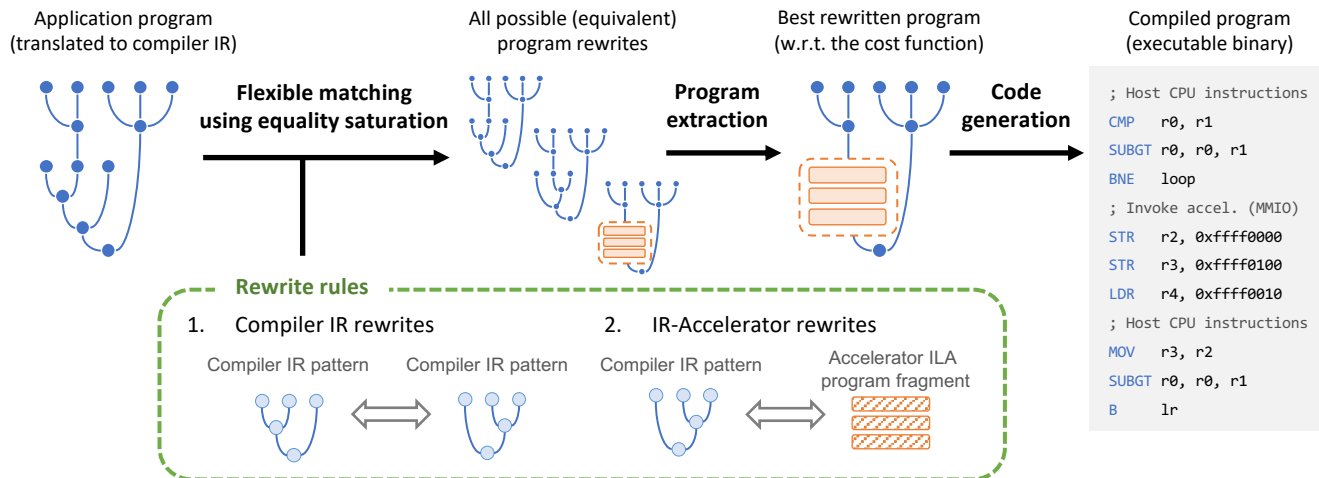 Application program
(translated to compiler IR)
All possible (equivalent)
program rewrites
Best rewritten program
(w.r.t. the cost function)
Compiled program
(executable binary)
Flexible matching
using equality saturation
Program
extraction
Code
generation
; Host CPU instructions
CMP r0, r1
SUBGT r0, r0, r1
BNE loop
; Invoke accel. (MMIO)
STR r2, 0xffff0000
STR r3, 0xffff0100
LDR r4, 0xffff0010
; Host CPU instructions
MOV r3, r2
SUBGT r0, r0, r1
B lr
Rewrite rules
1. Compiler IR rewrites
Compiler IR pattern
Compiler IR pattern
2. IR-Accelerator rewrites
Compiler IR pattern
Accelerator ILA
program fragment